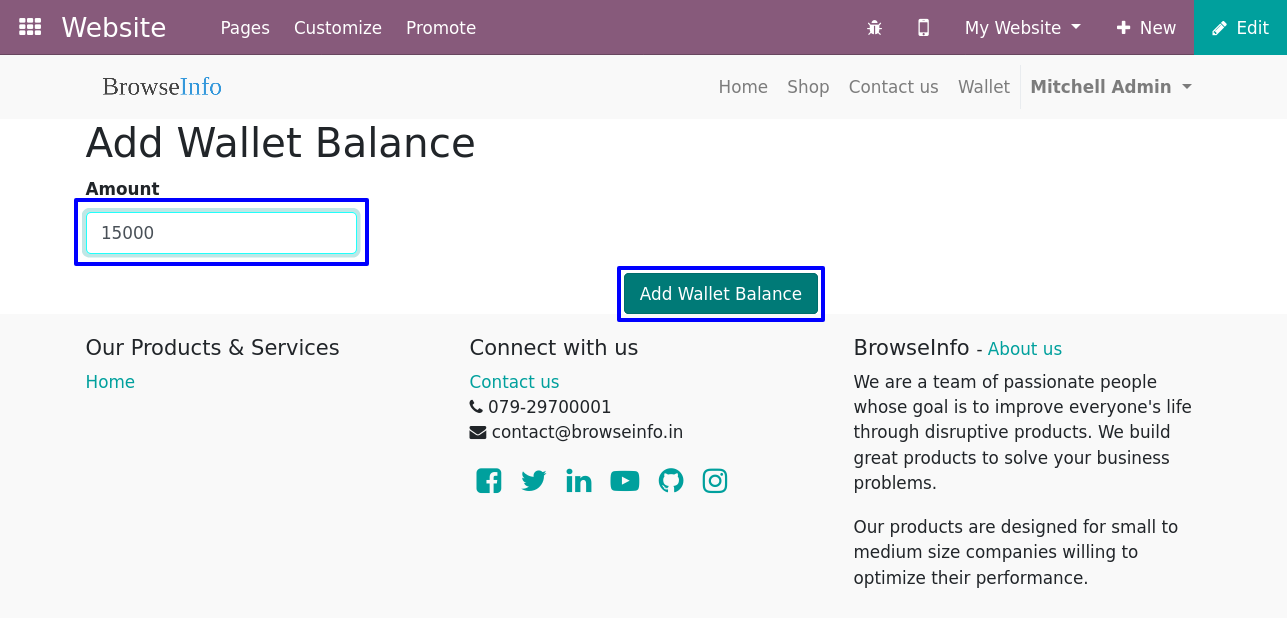 Website Pages Customize Promote My Website New Edit
BrowseInfo Home Shop Contact us Wallet Mitchell Admin
Add Wallet Balance
Amount
15000
Add Wallet Balance
Our Products & Services
Home
Connect with us
Contact us
079-29700001
contact@browseinfo.in
BrowseInfo - About us
We are a team of passionate people
whose goal is to improve everyone's life
through disruptive products. We build
great products to solve your business
problems.
Our products are designed for small to
medium size companies willing to
optimize their performance.